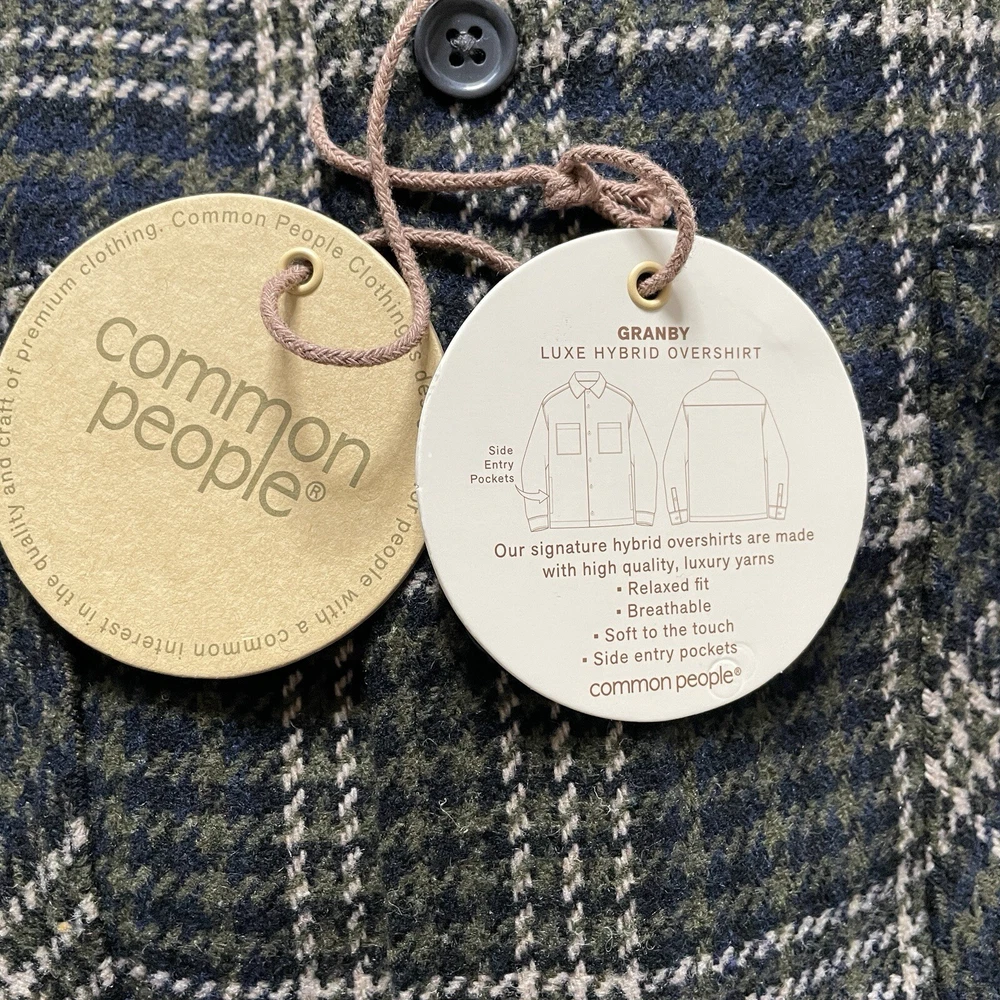 Common People Clothing
for people with a common interest in the quality and craft of premium clothing.
common
people®
GRANBY
LUXE HYBRID OVERSHIRT
Side
Entry
Pockets
Our signature hybrid overshirts are made
with high quality, luxury yarns
▪ Relaxed fit
▪ Breathable
▪ Soft to the touch
▪ Side entry pockets
common people®